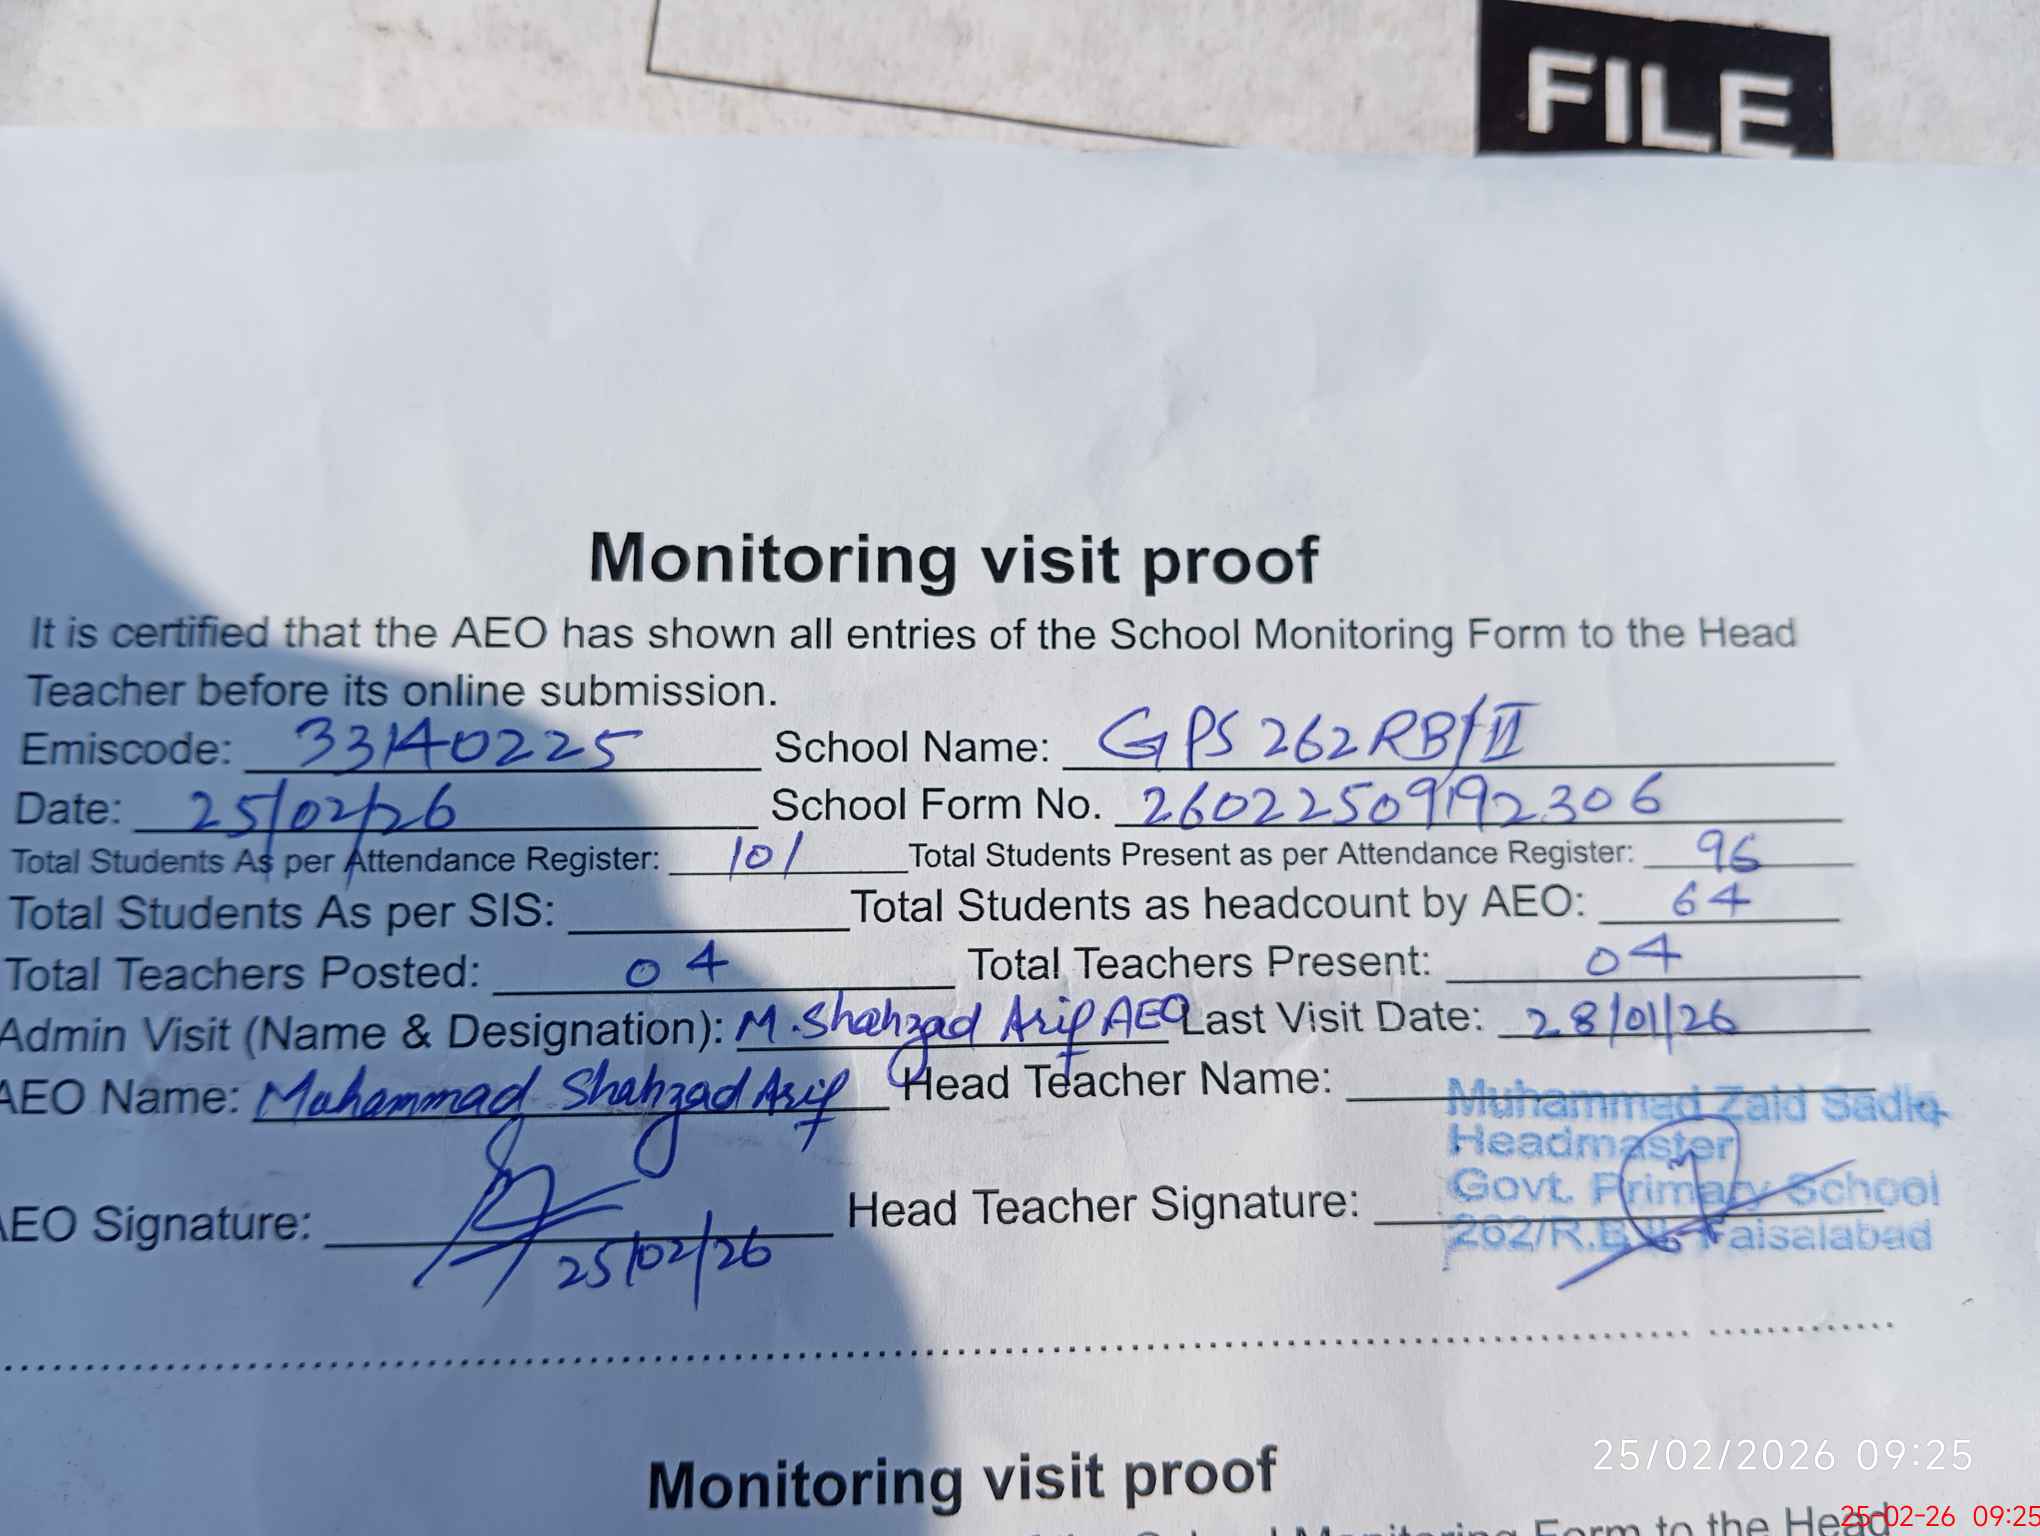 FILE
Monitoring visit proof
It is certified that the AEO has shown all entries of the School Monitoring Form to the Head
Teacher before its online submission.
Emiscode: 33140225 School Name: GPS 262RB/II
Date: 25/02/26 School Form No. 26022509192306
Total Students As per Attendance Register: 101 Total Students Present as per Attendance Register: 96
Total Students As per SIS: Total Students as headcount by AEO: 64
Total Teachers Posted: 04 Total Teachers Present: 04
Admin Visit (Name & Designation): M. Shahzad Arif AEO Last Visit Date: 28/01/26
AEO Name: Muhammad Shahzad Arif Head Teacher Name:
Muhammad Zaid Sadiq
Headmaster
Govt. Primary School
AEO Signature: Head Teacher Signature:
262/R.B Faisalabad
25/02/26
Monitoring visit proof
25/02/2026 09:25
Form to the Head
25-02-26 09:25